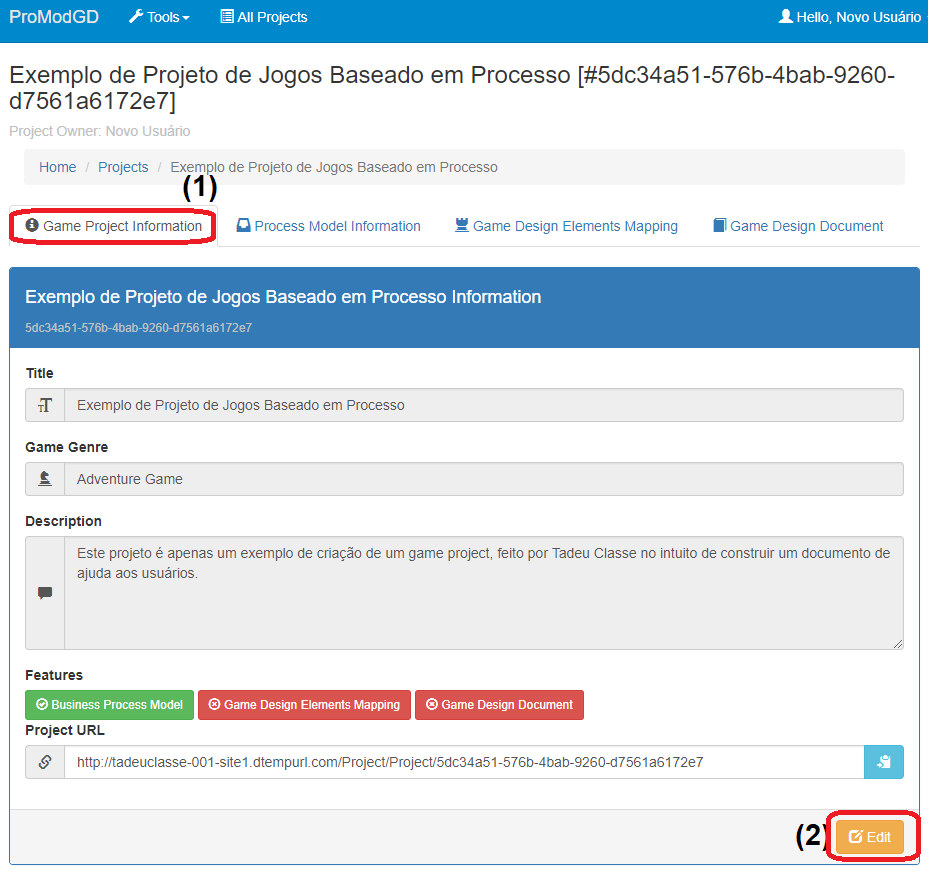 ProModGD Tools All Projects Hello, Novo Usuário
Exemplo de Projeto de Jogos Baseado em Processo [#5dc34a51-576b-4bab-9260-
d7561a6172e7]
Project Owner: Novo Usuário
Home / Projects / Exemplo de Projeto de Jogos Baseado em Processo
(1)
Game Project Information Process Model Information Game Design Elements Mapping Game Design Document
Exemplo de Projeto de Jogos Baseado em Processo Information
5dc34a51-576b-4bab-9260-d7561a6172e7
Title
Exemplo de Projeto de Jogos Baseado em Processo
Game Genre
Adventure Game
Description
Este projeto é apenas um exemplo de criação de um game project, feito por Tadeu Classe no intuito de construir um documento de
ajuda aos usuários.
Features
Business Process Model Game Design Elements Mapping Game Design Document
Project URL
http://tadeuclasse-001-site1.dtempurl.com/Project/Project/5dc34a51-576b-4bab-9260-d7561a6172e7
(2) Edit